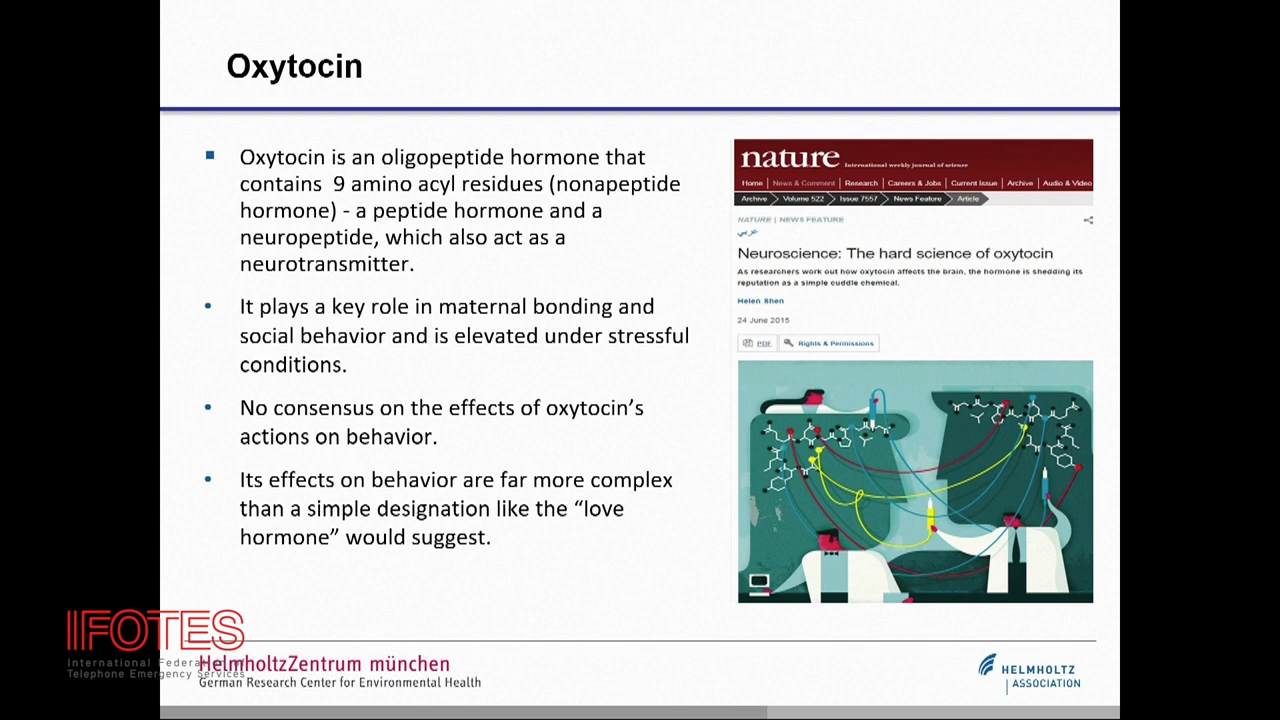 Oxytocin
Oxytocin is an oligopeptide hormone that
contains 9 amino acyl residues (nonapeptide
hormone) - a peptide hormone and a
neuropeptide, which also act as a
neurotransmitter.
It plays a key role in maternal bonding and
social behavior and is elevated under stressful
conditions.
No consensus on the effects of oxytocin’s
actions on behavior.
Its effects on behavior are far more complex
than a simple designation like the “love
hormone” would suggest.
nature International weekly journal of science
Home | News & Comment | Research | Careers & Jobs | Current Issue | Archive | Audio & Video
Archive Volume 522 Issue 7557 News Feature Article
NATURE | NEWS FEATURE
عربي
Neuroscience: The hard science of oxytocin
As researchers work out how oxytocin affects the brain, the hormone is shedding its
reputation as a simple cuddle chemical.
Helen Shen
24 June 2015
PDF Rights & Permissions
IFOTES
International Federation of
Telephone Emergency Services
HelmholtzZentrum münchen
German Research Center for Environmental Health
HELMHOLTZ
| ASSOCIATION